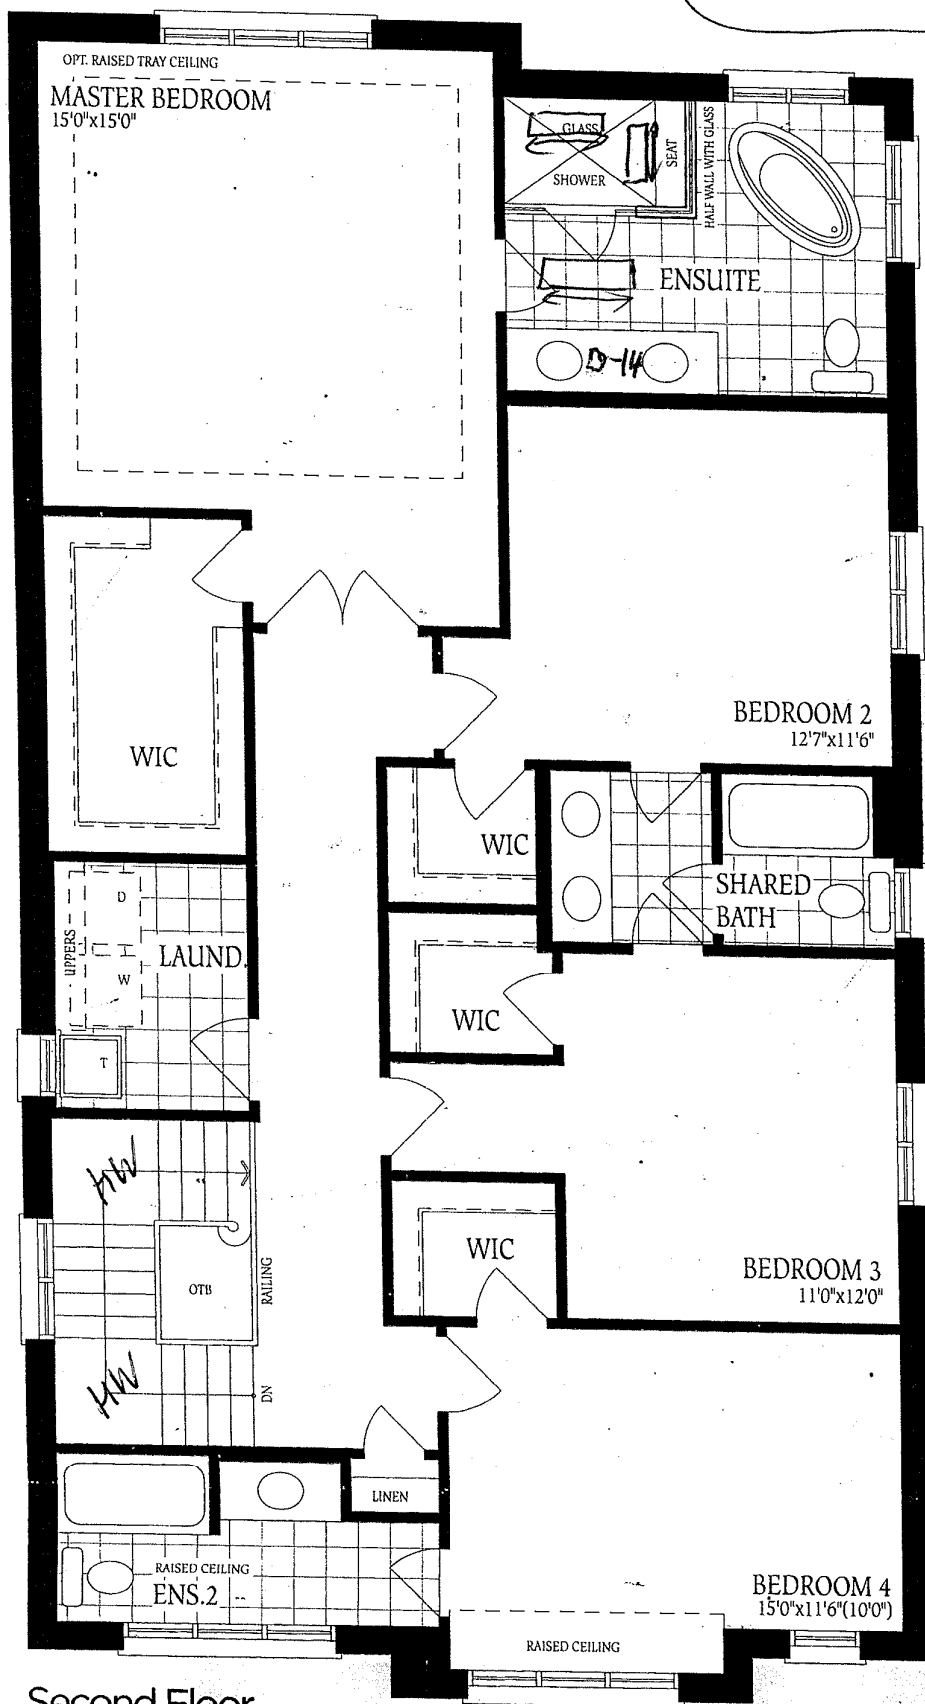 OPT. RAISED TRAY CEILING
MASTER BEDROOM
15'0"x15'0"
GLASS
SHOWER
SEAT
HALF WALL WITH GLASS
ENSUITE
D-14
BEDROOM 2
12'7"x11'6"
WIC
WIC
SHARED
BATH
UPPERS
D
W
LAUND.
T
WIC
HW
OTB
RAILING
WIC
BEDROOM 3
11'0"x12'0"
HW
DN
LINEN
RAISED CEILING
ENS.2
BEDROOM 4
15'0"x11'6"(10'0")
RAISED CEILING
Second Floor